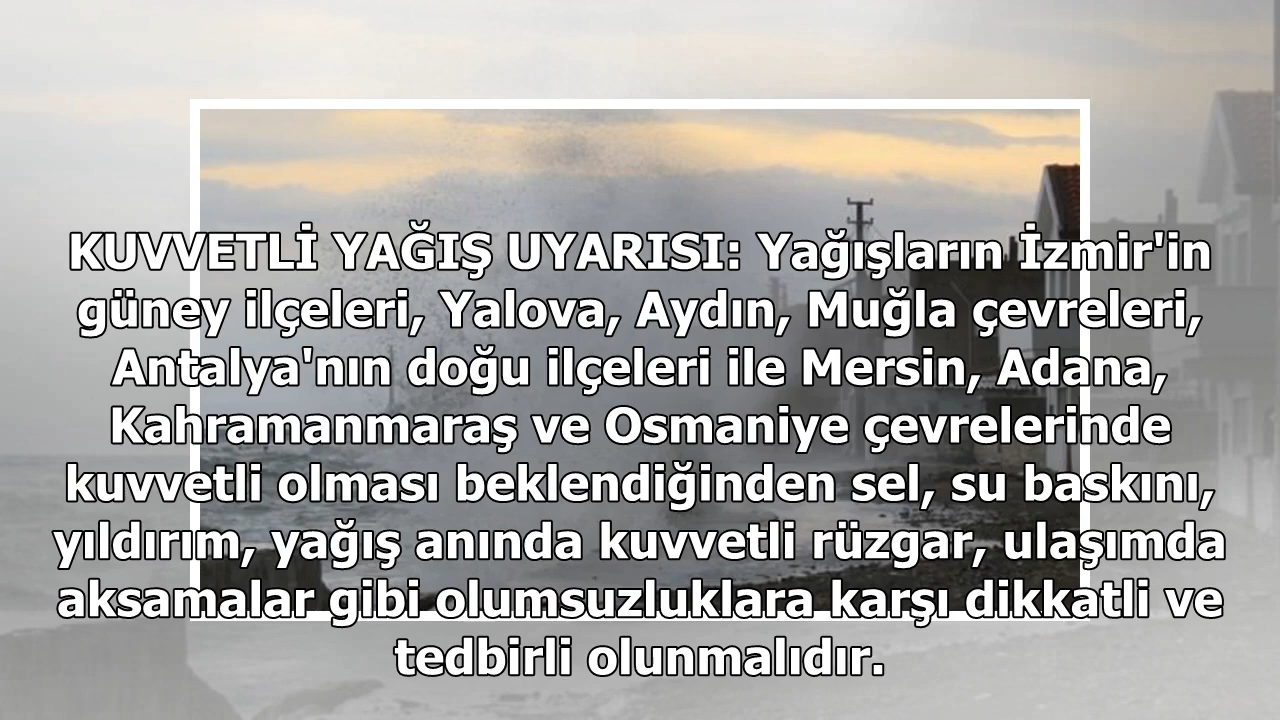 KUVVETLİ YAĞIŞ UYARISI: Yağışların İzmir'in
güney ilçeleri, Yalova, Aydın, Muğla çevreleri,
Antalya'nın doğu ilçeleri ile Mersin, Adana,
Kahramanmaraş ve Osmaniye çevrelerinde
kuvvetli olması beklendiğinden sel, su baskını,
yıldırım, yağış anında kuvvetli rüzgar, ulaşımda
aksamalar gibi olumsuzluklara karşı dikkatli ve
tedbirli olunmalıdır.